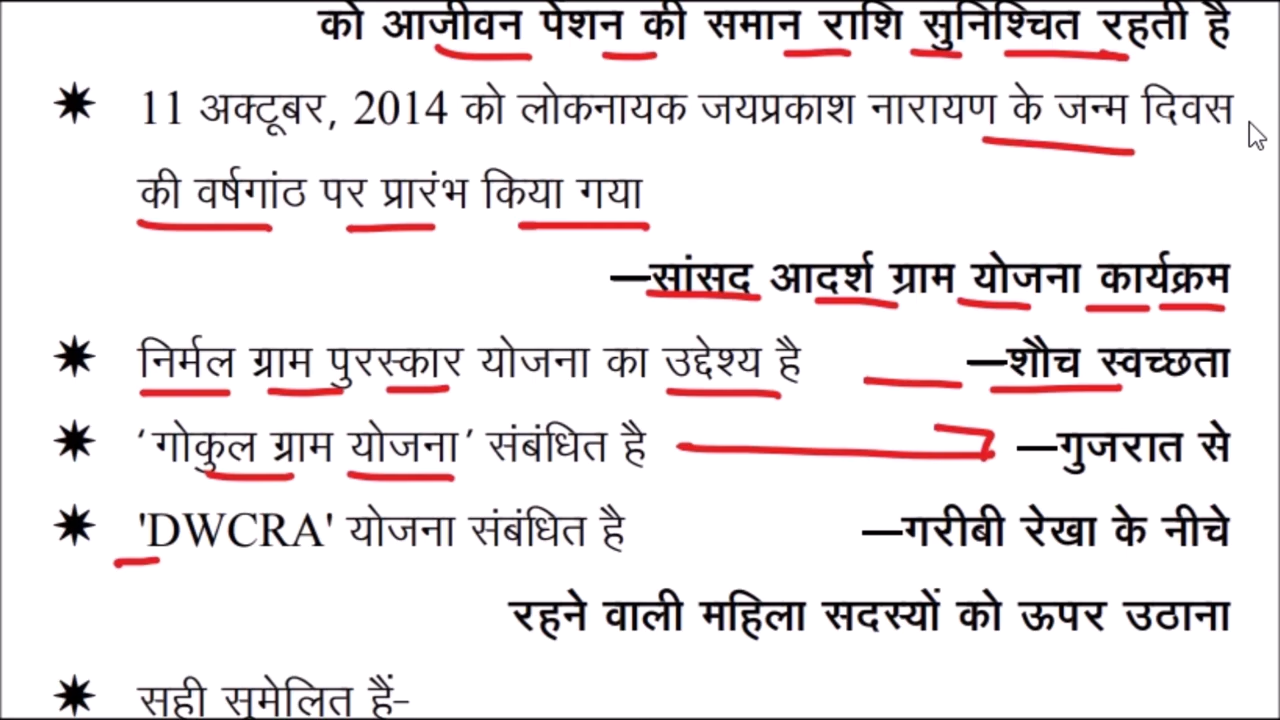 को आजीवन पेंशन की समान राशि सुनिश्चित रहती है
11 अक्टूबर, 2014 को लोकनायक जयप्रकाश नारायण के जन्म दिवस
की वर्षगांठ पर प्रारंभ किया गया
—सांसद आदर्श ग्राम योजना कार्यक्रम
निर्मल ग्राम पुरस्कार योजना का उद्देश्य है —शौच स्वच्छता
‘गोकुल ग्राम योजना’ संबंधित है —गुजरात से
'DWCRA' योजना संबंधित है —गरीबी रेखा के नीचे
रहने वाली महिला सदस्यों को ऊपर उठाना
सही सुमेलित हैं-